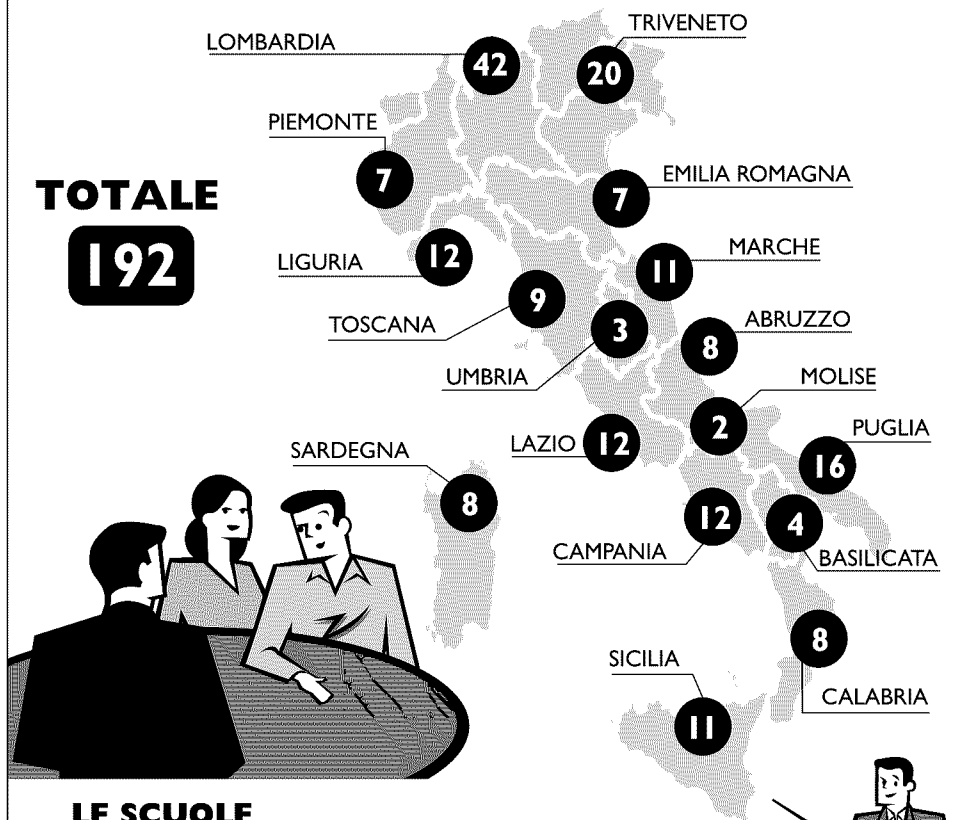 TRIVENETO
LOMBARDIA
42
20
PIEMONTE
7
EMILIA ROMAGNA
7
TOTALE
192
MARCHE
11
LIGURIA
12
9
TOSCANA
ABRUZZO
8
3
UMBRIA
MOLISE
2
PUGLIA
16
LAZIO
12
SARDEGNA
8
12
CAMPANIA
4
BASILICATA
8
CALABRIA
SICILIA
11
LE SCUOLE